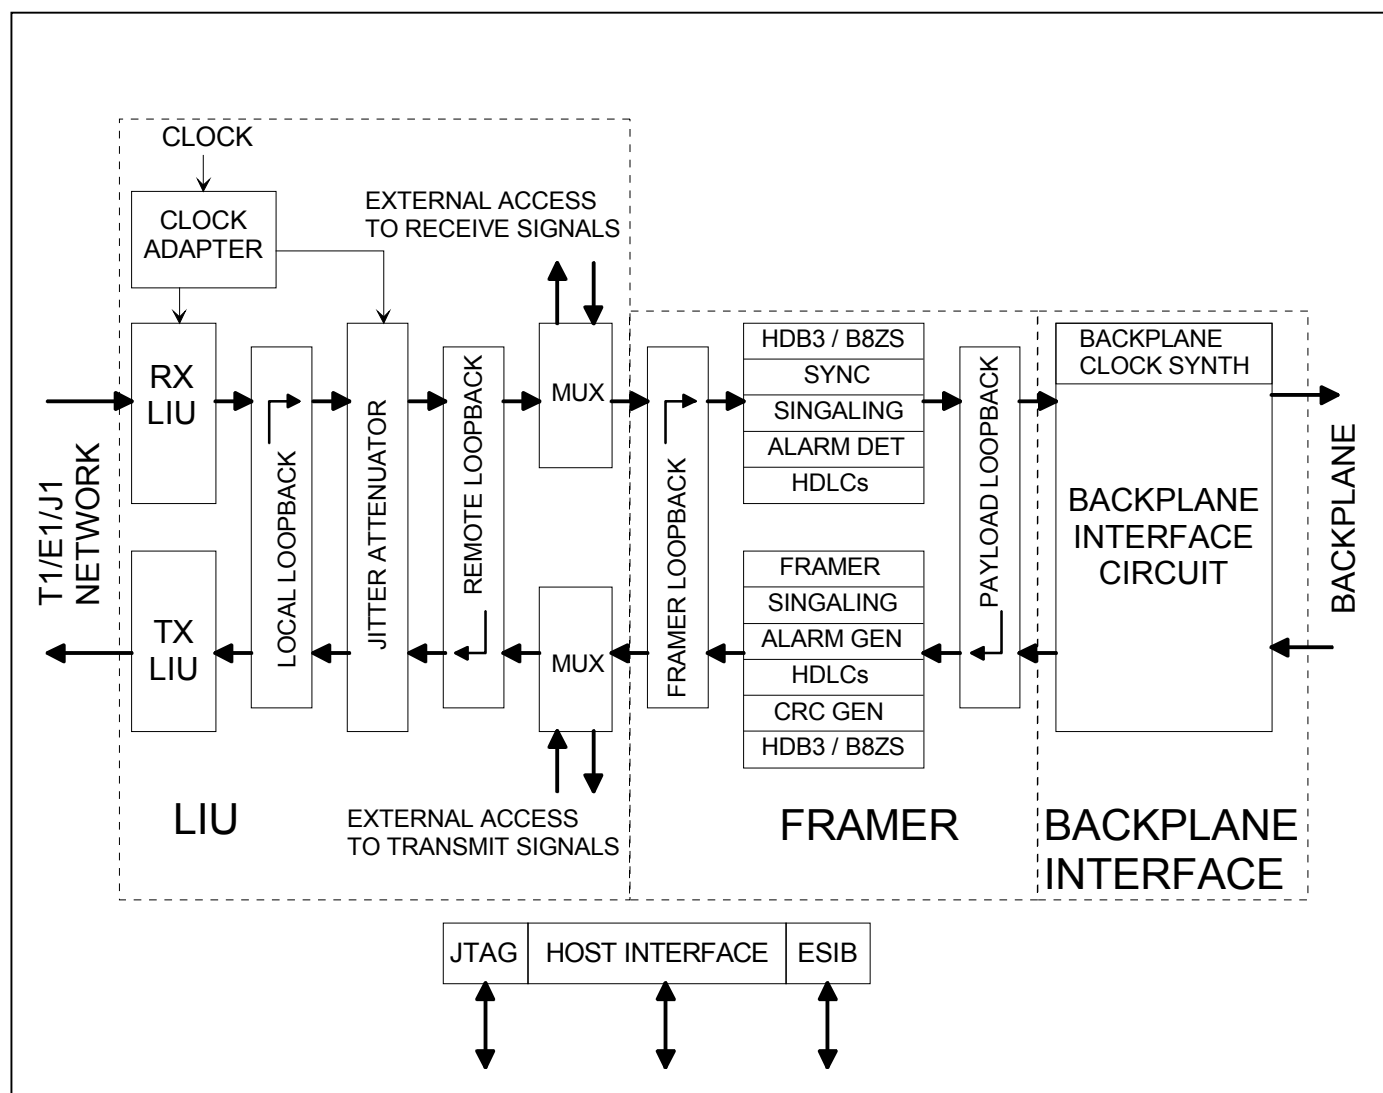 CLOCK
CLOCK
ADAPTER
EXTERNAL ACCESS
TO RECEIVE SIGNALS
RX
LIU
LOCAL LOOPBACK
JITTER ATTENUATOR
REMOTE LOOPBACK
MUX
FRAMER LOOPBACK
HDB3 / B8ZS
SYNC
SINGALING
ALARM DET
HDLCs
PAYLOAD LOOPBACK
BACKPLANE
CLOCK SYNTH
BACKPLANE
INTERFACE
CIRCUIT
BACKPLANE
T1/E1/J1
NETWORK
TX
LIU
MUX
FRAMER
SINGALING
ALARM GEN
HDLCs
CRC GEN
HDB3 / B8ZS
EXTERNAL ACCESS
TO TRANSMIT SIGNALS
LIU
FRAMER
BACKPLANE
INTERFACE
JTAG
HOST INTERFACE
ESIB